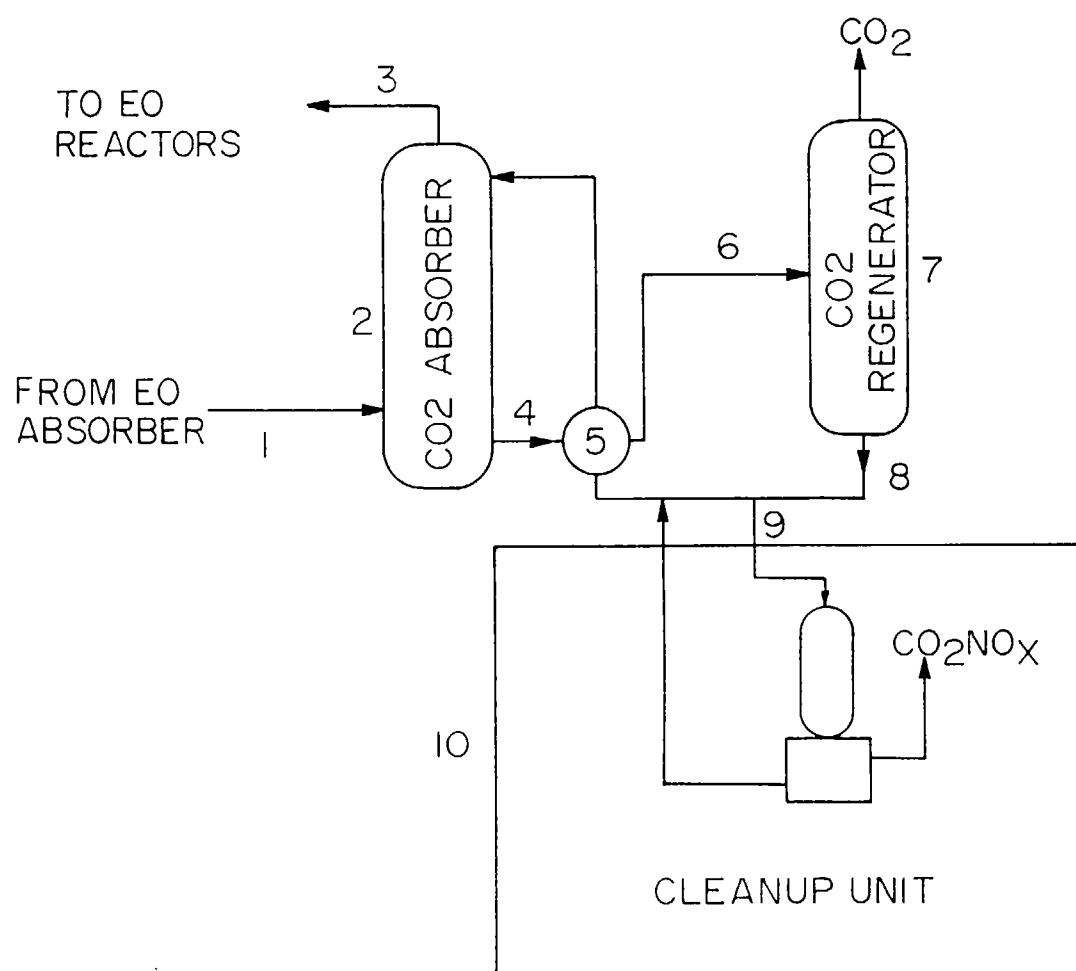 CO2
3
TO EO
REACTORS
CO2 ABSORBER
CO2
REGENERATOR
6
7
2
FROM EO
ABSORBER
1
4
5
8
9
CO2NOX
10
CLEANUP UNIT